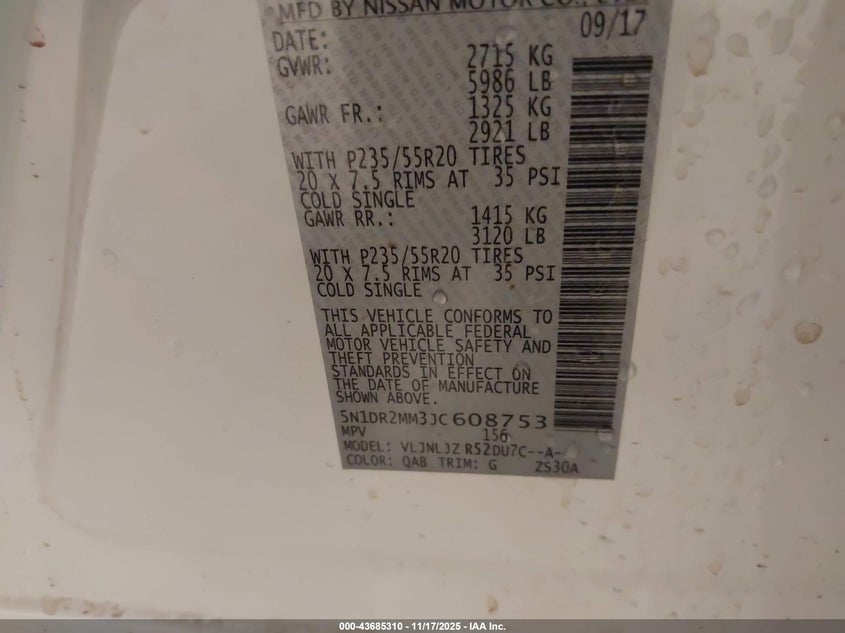 MFD BY NISSAN MOTOR CO., LTD.
DATE: 09/17
GVWR: 2715 KG
5986 LB
GAWR FR.: 1325 KG
2921 LB
WITH P235/55R20 TIRES
20 X 7.5 RIMS AT 35 PSI
COLD SINGLE
GAWR RR.: 1415 KG
3120 LB
WITH P235/55R20 TIRES
20 X 7.5 RIMS AT 35 PSI
COLD SINGLE
THIS VEHICLE CONFORMS TO
ALL APPLICABLE FEDERAL
MOTOR VEHICLE SAFETY AND
THEFT PREVENTION
STANDARDS IN EFFECT ON
THE DATE OF MANUFACTURE
SHOWN ABOVE.
5N1DR2MM3JC608753
MPV 156
MODEL: VLJNLJZ R52DU7C--A-
COLOR: QAB TRIM: G ZS30A
000-43685310 - 11/17/2025 - IAA Inc.